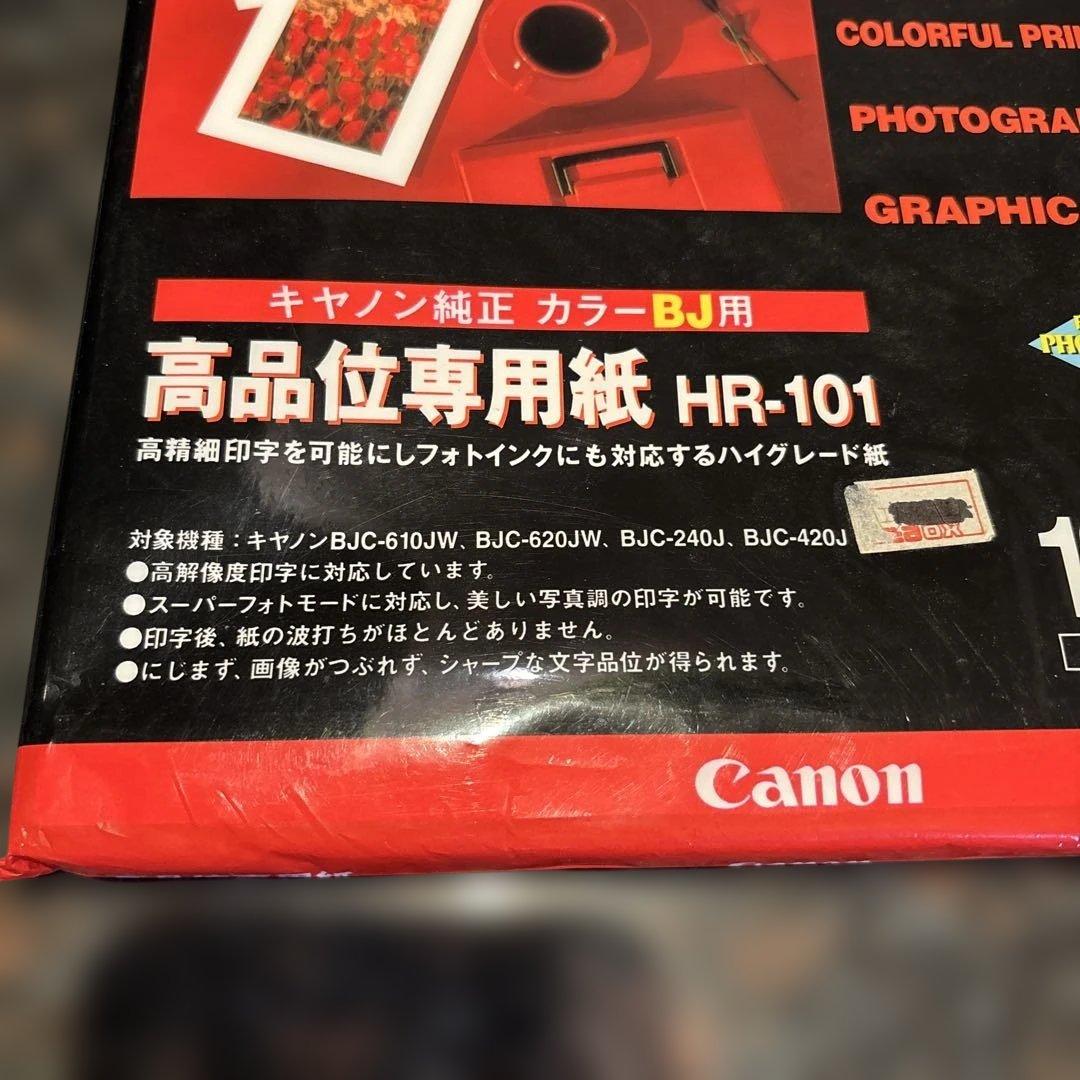 COLORFUL PRI
PHOTOGRA
GRAPHIC
キヤノン純正 カラーBJ用
PHO
高品位専用紙 HR-101
高精細印字を可能にしフォトインクにも対応するハイグレード紙
対象機種：キヤノンBJC-610JW、BJC-620JW、BJC-240J、BJC-420J
●高解像度印字に対応しています。
●スーパーフォトモードに対応し、美しい写真調の印字が可能です。
●印字後、紙の波打ちがほとんどありません。
●にじまず、画像がつぶれず、シャープな文字品位が得られます。
Canon
Canon